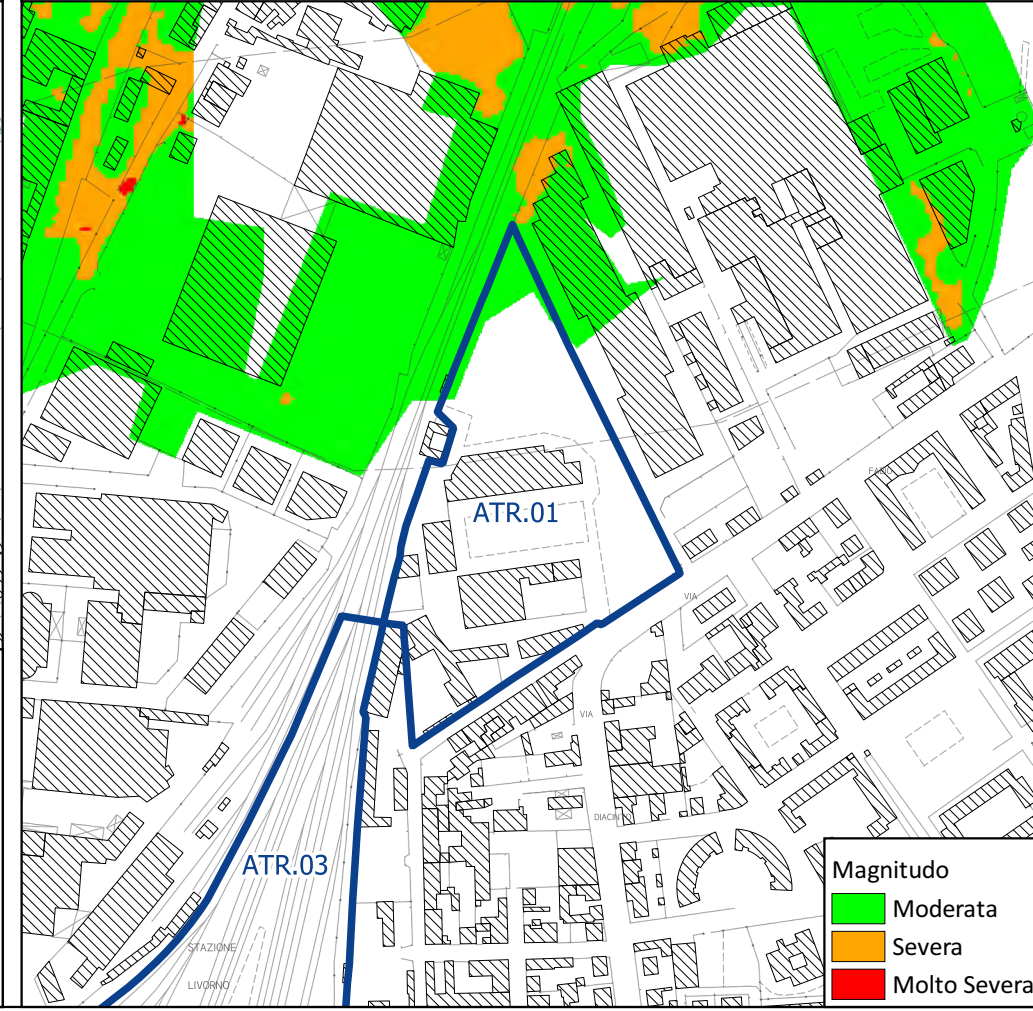 FANO
ATR.01
VIA
VIA
DIACINTO
ATR.03
STAZIONE
LIVORNO
Magnitudo
Moderata
Severa
Molto Severa